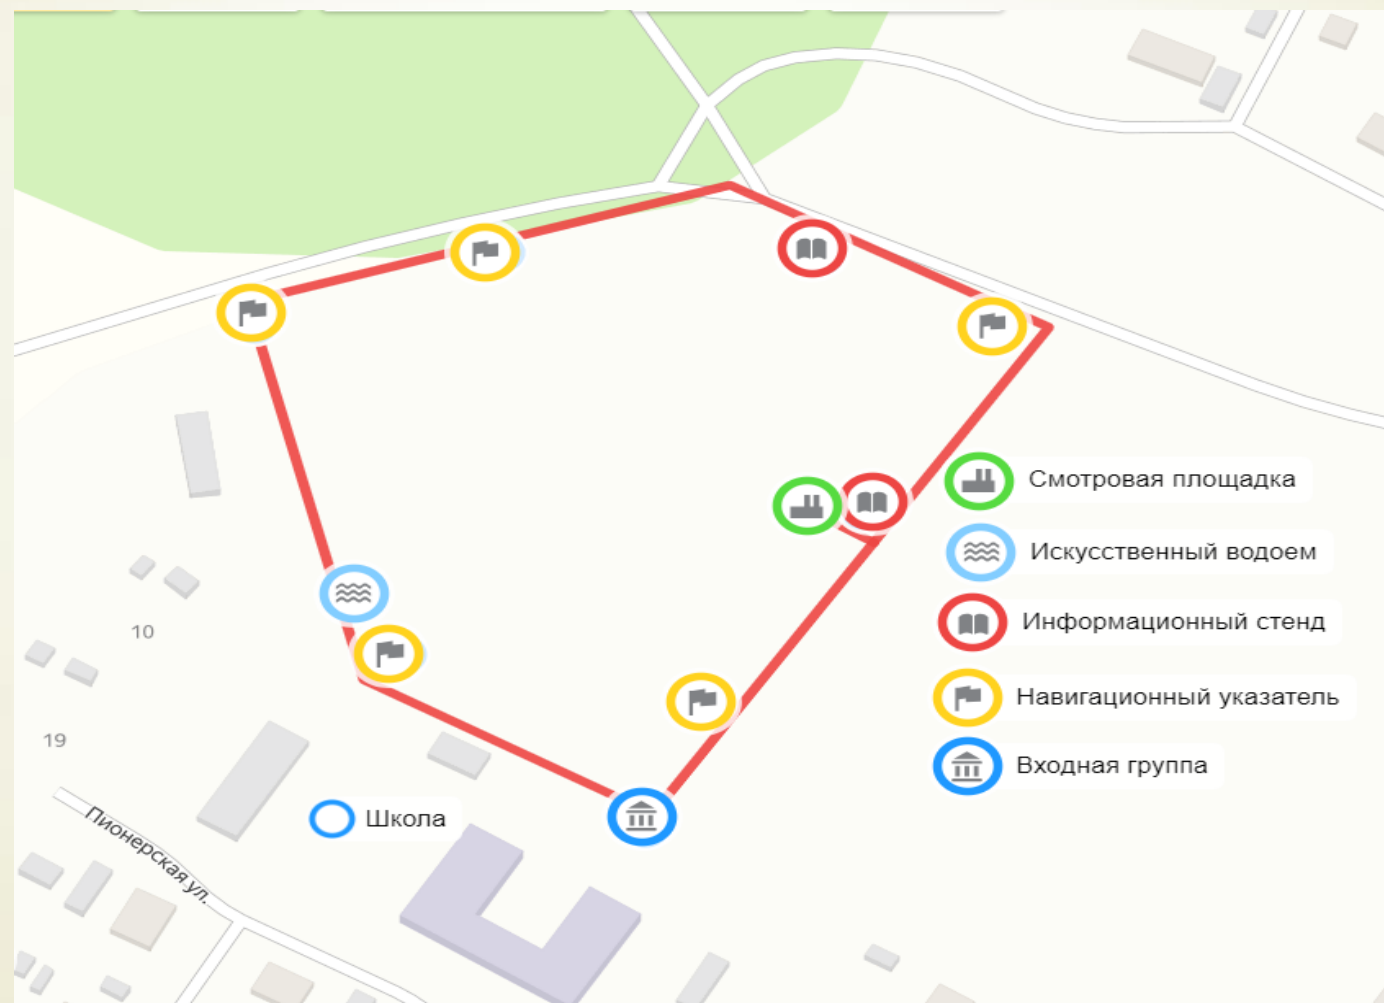 Смотровая площадка
Искусственный водоем
Информационный стенд
10
Навигационный указатель
19
Входная группа
Школа
Пионерская ул.